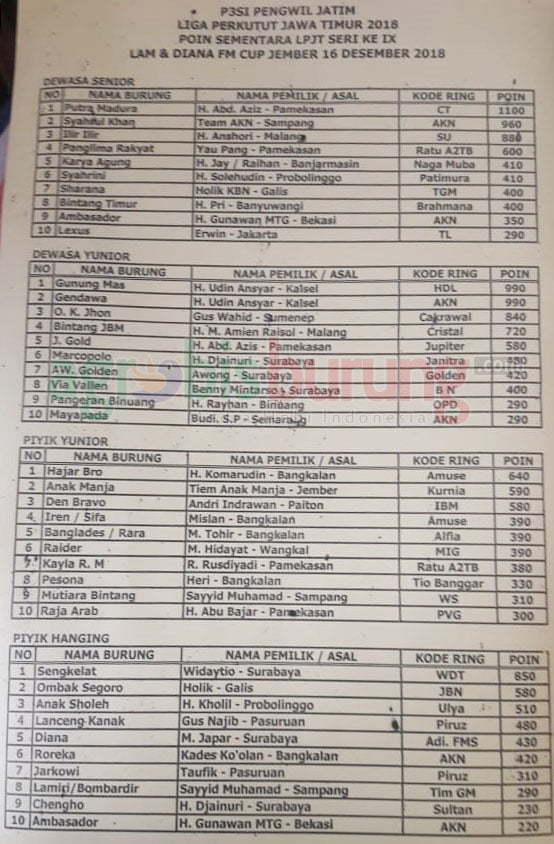 P3SI PENGWIL JATIM
LIGA PERKUTUT JAWA TIMUR 2018
POIN SEMENTARA LPJT SERI KE IX
LAM & DIANA FM CUP JEMBER 16 DESEMBER 2018
DEWASA SENIOR
NO NAMA BURUNG NAMA PEMILIK / ASAL KODE RING POIN
1 Putra Madura H. Abd. Aziz - Pamekasan CT 1100
2 Syahrul Khan Team AKN - Sampang AKN 960
3 Ilir Ilir H. Anshori - Malang SU 880
4 Panglima Rakyat Yau Pang - Pamekasan Ratu A2TB 600
5 Karya Agung H. Jay / Raihan - Banjarmasin Naga Muba 410
6 Syahrini H. Solehudin - Probolinggo Patimura 410
7 Sharana Holik KBN - Galis TGM 400
8 Bintang Timur H. Pri - Banyuwangi Brahmana 400
9 Ambasador H. Gunawan MTG - Bekasi AKN 350
10 Lexus Erwin - Jakarta TL 290
DEWASA YUNIOR
NO NAMA BURUNG NAMA PEMILIK / ASAL KODE RING POIN
1 Gunung Mas H. Udin Ansyar - Kalsel HDL 990
2 Gendawa H. Udin Ansyar - Kalsel AKN 990
3 O. K. Jhon Gus Wahid - Sumenep Cakrawal 840
4 Bintang JBM H. M. Amien Raisol - Malang Cristal 720
5 J. Gold H. Abd. Azis - Pamekasan Jupiter 580
6 Marcopolo H. Djainuri - Surabaya Janitra
7 AW. Golden Awong - Surabaya Golden 420
8 Via Vallen Benny Mintarso - Surabaya B N 400
9 Pangeran Binuang H. Rayhan - Binuang OPD 290
10 Mayapada Budi. S.P - Semarang AKN 290
PIYIK YUNIOR
NO NAMA BURUNG NAMA PEMILIK / ASAL KODE RING POIN
1 Hajar Bro H. Komarudin - Bangkalan Amuse 640
2 Anak Manja Tiem Anak Manja - Jember Kurnia 590
3 Den Bravo Andri Indrawan - Paiton IBM 580
4 Iren / Sifa Mislan - Bangkalan Amuse 390
5 Banglades / Rara M. Tohir - Bangkalan Alfia 390
6 Raider M. Hidayat - Wangkal MIG 390
7 Kayla R. M R. Rusdiyadi - Pamekasan Ratu A2TB 380
8 Pesona Heri - Bangkalan Tio Banggar 330
9 Mutiara Bintang Sayyid Muhamad - Sampang WS 310
10 Raja Arab H. Abu Bajar - Pamekasan PVG 300
PIYIK HANGING
NO NAMA BURUNG NAMA PEMILIK / ASAL KODE RING POIN
1 Sengkelat Widaytio - Surabaya WDT 850
2 Ombak Segoro Holik - Galis JBN 580
3 Anak Sholeh H. Kholil - Probolinggo Ulya 510
4 Lanceng Kanak Gus Najib - Pasuruan Piruz 480
5 Diana M. Japar - Surabaya Adi. FMS 430
6 Roreka Kades Ko'olan - Bangkalan AKN 420
7 Jarkowi Taufik - Pasuruan Piruz 310
8 Lamiri/Bombardir Sayyid Muhamad - Sampang Tim GM 290
9 Chengho H. Djainuri - Surabaya Sultan 230
10 Ambasador H. Gunawan MTG - Bekasi AKN 220